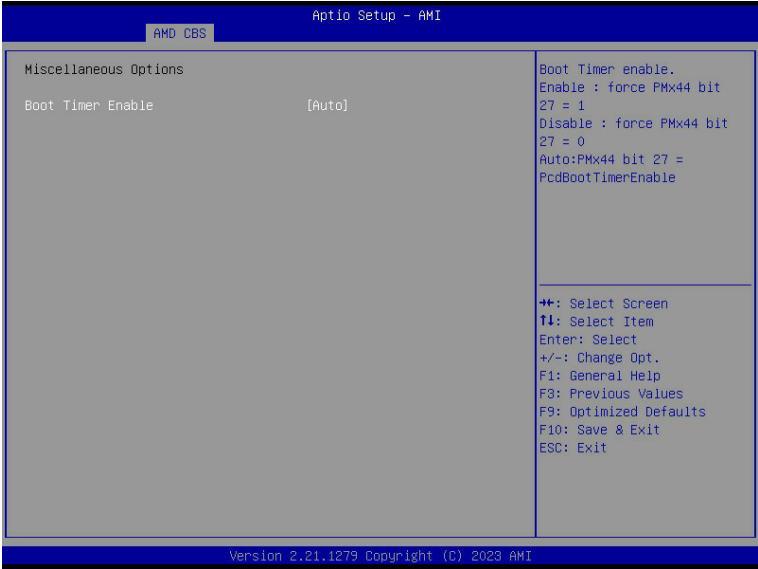 Aptio Setup – AMI
AMD CBS
Miscellaneous Options
Boot Timer Enable [Auto]
Boot Timer enable.
Enable : force PMx44 bit
27 = 1
Disable : force PMx44 bit
27 = 0
Auto:PMx44 bit 27 =
PcdBootTimerEnable
→←: Select Screen
↑↓: Select Item
Enter: Select
+/-: Change Opt.
F1: General Help
F3: Previous Values
F9: Optimized Defaults
F10: Save & Exit
ESC: Exit
Version 2.21.1279 Copyright (C) 2023 AMI